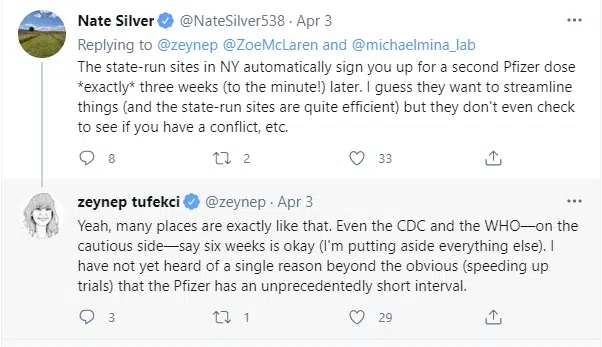 Nate Silver @NateSilver538 · Apr 3
Replying to @zeynep @ZoeMcLaren and @michaelmina_lab
The state-run sites in NY automatically sign you up for a second Pfizer dose
*exactly* three weeks (to the minute!) later. I guess they want to streamline
things (and the state-run sites are quite efficient) but they don't even check
to see if you have a conflict, etc.
8 2 33
zeynep tufekci @zeynep · Apr 3
Yeah, many places are exactly like that. Even the CDC and the WHO—on the
cautious side—say six weeks is okay (I'm putting aside everything else). I
have not yet heard of a single reason beyond the obvious (speeding up
trials) that the Pfizer has an unprecedentedly short interval.
3 1 29